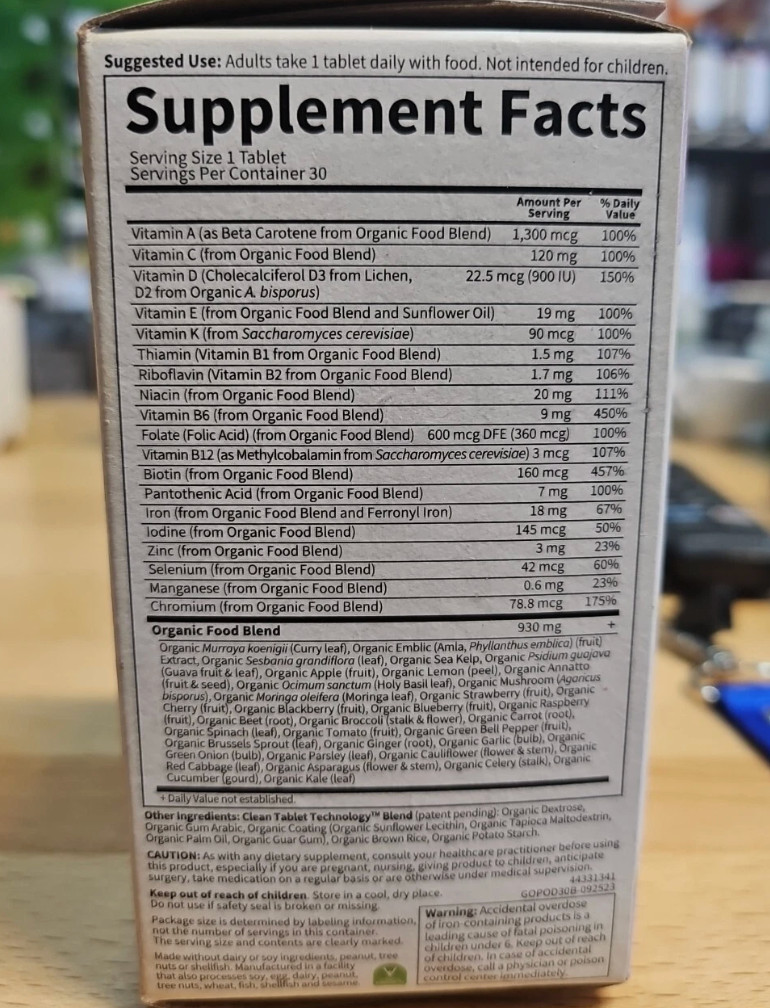 Suggested Use: Adults take 1 tablet daily with food. Not intended for children.
Supplement Facts
Serving Size 1 Tablet
Servings Per Container 30
Amount Per Serving % Daily Value
Vitamin A (as Beta Carotene from Organic Food Blend) 1,300 mcg 100%
Vitamin C (from Organic Food Blend) 120 mg 100%
Vitamin D (Cholecalciferol D3 from Lichen, 22.5 mcg (900 IU) 150%
D2 from Organic A. bisporus)
Vitamin E (from Organic Food Blend and Sunflower Oil) 19 mg 100%
Vitamin K (from Saccharomyces cerevisiae) 90 mcg 100%
Thiamin (Vitamin B1 from Organic Food Blend) 1.5 mg 107%
Riboflavin (Vitamin B2 from Organic Food Blend) 1.7 mg 106%
Niacin (from Organic Food Blend) 20 mg 111%
Vitamin B6 (from Organic Food Blend) 9 mg 450%
Folate (Folic Acid) (from Organic Food Blend) 600 mcg DFE (360 mcg) 100%
Vitamin B12 (as Methylcobalamin from Saccharomyces cerevisiae) 3 mcg 107%
Biotin (from Organic Food Blend) 160 mcg 457%
Pantothenic Acid (from Organic Food Blend) 7 mg 100%
Iron (from Organic Food Blend and Ferronyl Iron) 18 mg 67%
Iodine (from Organic Food Blend) 145 mcg 50%
Zinc (from Organic Food Blend) 3 mg 23%
Selenium (from Organic Food Blend) 42 mcg 60%
Manganese (from Organic Food Blend) 0.6 mg 23%
Chromium (from Organic Food Blend) 78.8 mcg 175%
Organic Food Blend 930 mg +
Organic Murraya koenigii (Curry leaf), Organic Emblic (Amla, Phyllanthus emblica) (fruit)
Extract, Organic Sesbania grandiflora (leaf), Organic Sea Kelp, Organic Psidium guajava
(Guava fruit & leaf), Organic Apple (fruit), Organic Lemon (peel), Organic Annatto
(fruit & seed), Organic Ocimum sanctum (Holy Basil leaf), Organic Mushroom (Agaricus
bisporus), Organic Moringa oleifera (Moringa leaf), Organic Strawberry (fruit), Organic
Cherry (fruit), Organic Blackberry (fruit), Organic Blueberry (fruit), Organic Raspberry
(fruit), Organic Beet (root), Organic Broccoli (stalk & flower), Organic Carrot (root),
Organic Spinach (leaf), Organic Tomato (fruit), Organic Green Bell Pepper (fruit),
Organic Brussels Sprout (leaf), Organic Ginger (root), Organic Garlic (bulb), Organic
Green Onion (bulb), Organic Parsley (leaf), Organic Cauliflower (flower & stem), Organic
Red Cabbage (leaf), Organic Asparagus (flower & stem), Organic Celery (stalk), Organic
Cucumber (gourd), Organic Kale (leaf)
+ Daily Value not established.
Other Ingredients: Clean Tablet Technology™ Blend (patent pending): Organic Dextrose,
Organic Gum Arabic, Organic Coating (Organic Sunflower Lecithin, Organic Tapioca Maltodextrin,
Organic Palm Oil, Organic Guar Gum), Organic Brown Rice, Organic Potato Starch.
CAUTION: As with any dietary supplement, consult your healthcare practitioner before using
this product, especially if you are pregnant, nursing, giving product to children, anticipate
surgery, take medication on a regular basis or are otherwise under medical supervision.
44331341
Keep out of reach of children. Store in a cool, dry place. GOPOD30B-092523
Do not use if safety seal is broken or missing.
Package size is determined by labeling information,
not the number of servings in this container.
The serving size and contents are clearly marked.
Made without dairy or soy ingredients, peanut, tree
nuts or shellfish. Manufactured in a facility
that also processes soy, egg, dairy, peanut,
tree nuts, wheat, fish, shellfish and sesame.
Warning: Accidental overdose
of iron-containing products is a
leading cause of fatal poisoning in
children under 6. Keep out of reach
of children. In case of accidental
overdose, call a physician or poison
control center immediately.